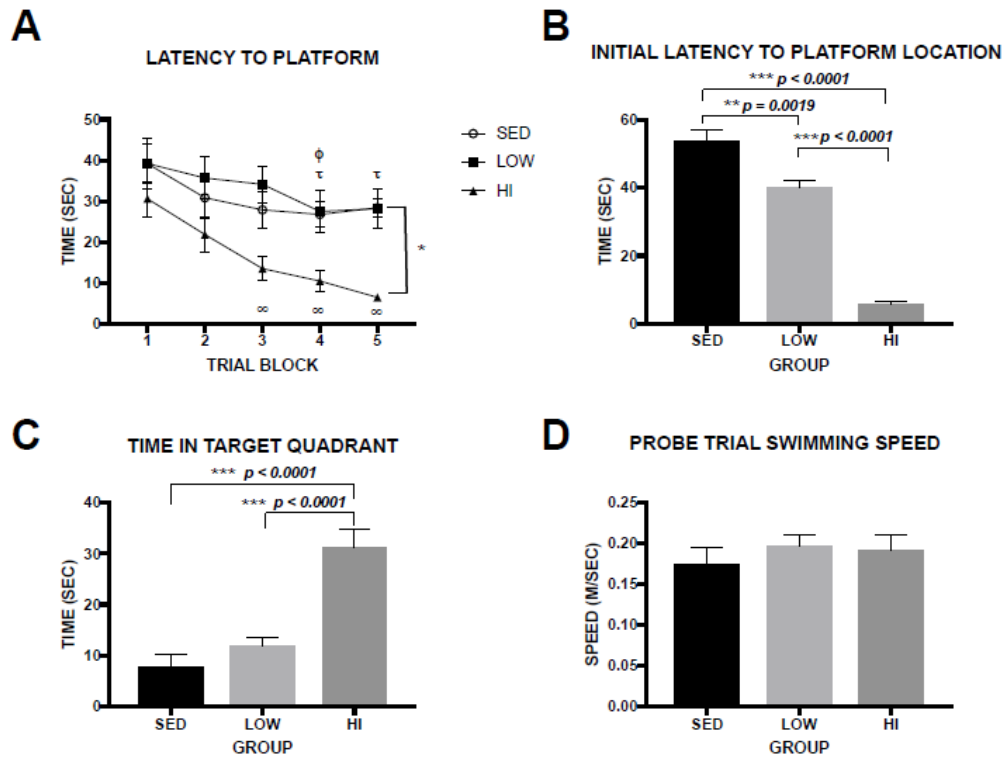 A
LATENCY TO PLATFORM
TIME (SEC)
50
40
30
20
10
0
ϕ
τ τ
*
∞ ∞ ∞
1 2 3 4 5
TRIAL BLOCK
SED
LOW
HI
B
INITIAL LATENCY TO PLATFORM LOCATION
*** p < 0.0001
** p = 0.0019
*** p < 0.0001
TIME (SEC)
60
40
20
0
SED LOW HI
GROUP
C
TIME IN TARGET QUADRANT
*** p < 0.0001
*** p < 0.0001
TIME (SEC)
40
30
20
10
0
SED LOW HI
GROUP
D
PROBE TRIAL SWIMMING SPEED
SPEED (M/SEC)
0.25
0.20
0.15
0.10
0.05
0.00
SED LOW HI
GROUP